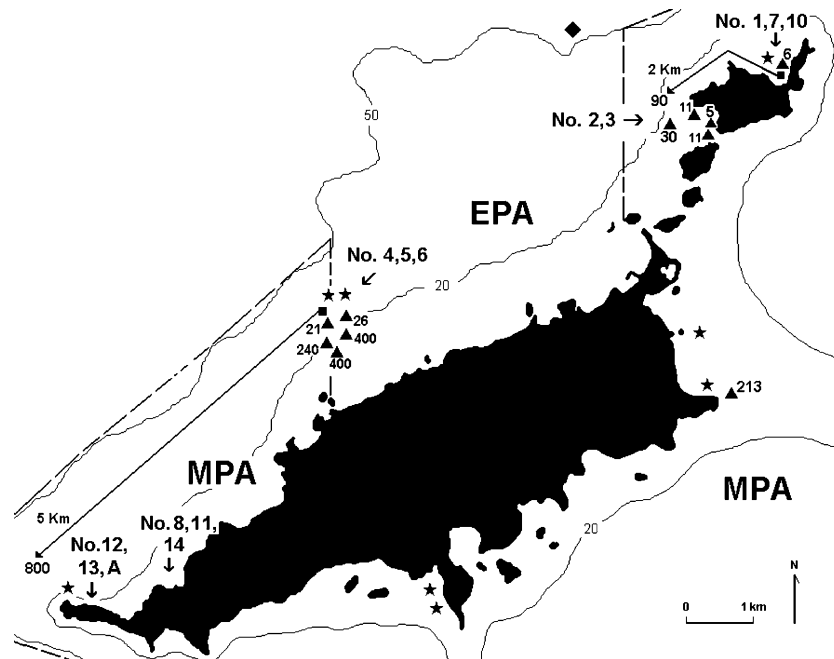 No. 1,7,10
6
2 Km
90
11
5
No. 2,3
30
11
50
EPA
No. 4,5,6
20
21
26
240
400
400
213
MPA
MPA
5 Km
No. 8,11,
14
No.12,
13, A
800
20
N
0 1 km